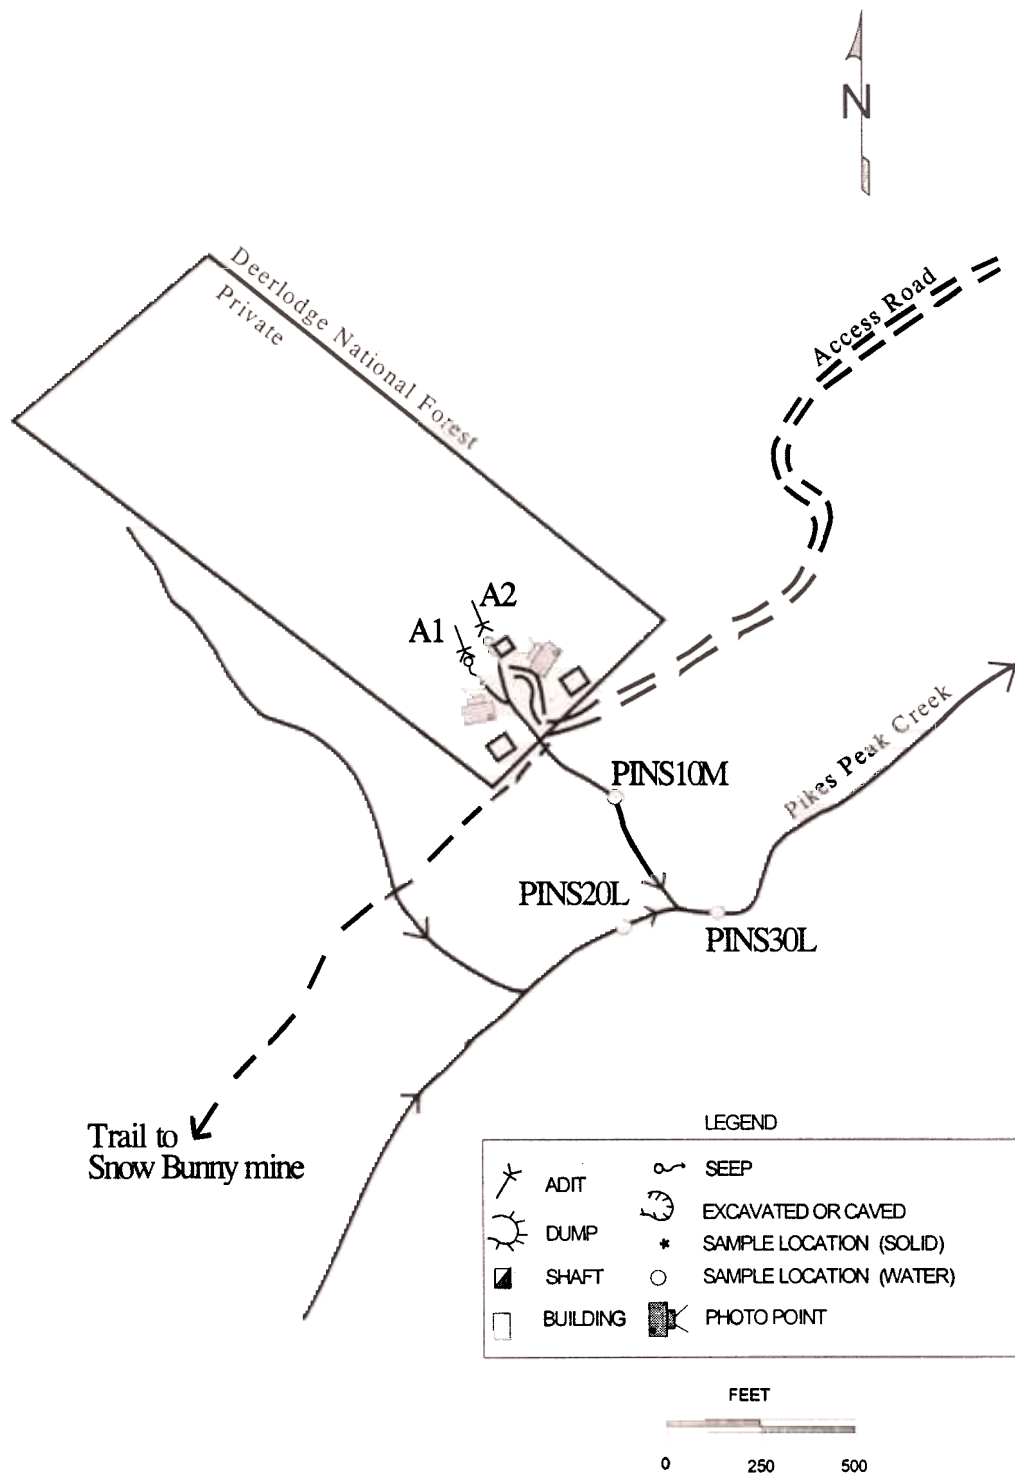 N
Deerlodge National Forest
Private
Access Road
A2
A1
PINS10M
Pikes Peak Creek
PINS20L
PINS30L
Trail to
Snow Bunny mine
LEGEND
ADIT
DUMP
SHAFT
BUILDING
SEEP
EXCAVATED OR CAVED
SAMPLE LOCATION (SOLID)
SAMPLE LOCATION (WATER)
PHOTO POINT
FEET
0 250 500